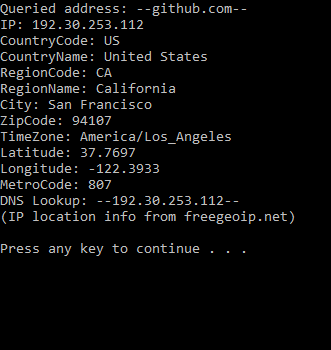 Queried address: --github.com--
IP: 192.30.253.112
CountryCode: US
CountryName: United States
RegionCode: CA
RegionName: California
City: San Francisco
ZipCode: 94107
TimeZone: America/Los_Angeles
Latitude: 37.7697
Longitude: -122.3933
MetroCode: 807
DNS Lookup: --192.30.253.112--
(IP location info from freegeoip.net)
Press any key to continue . . .